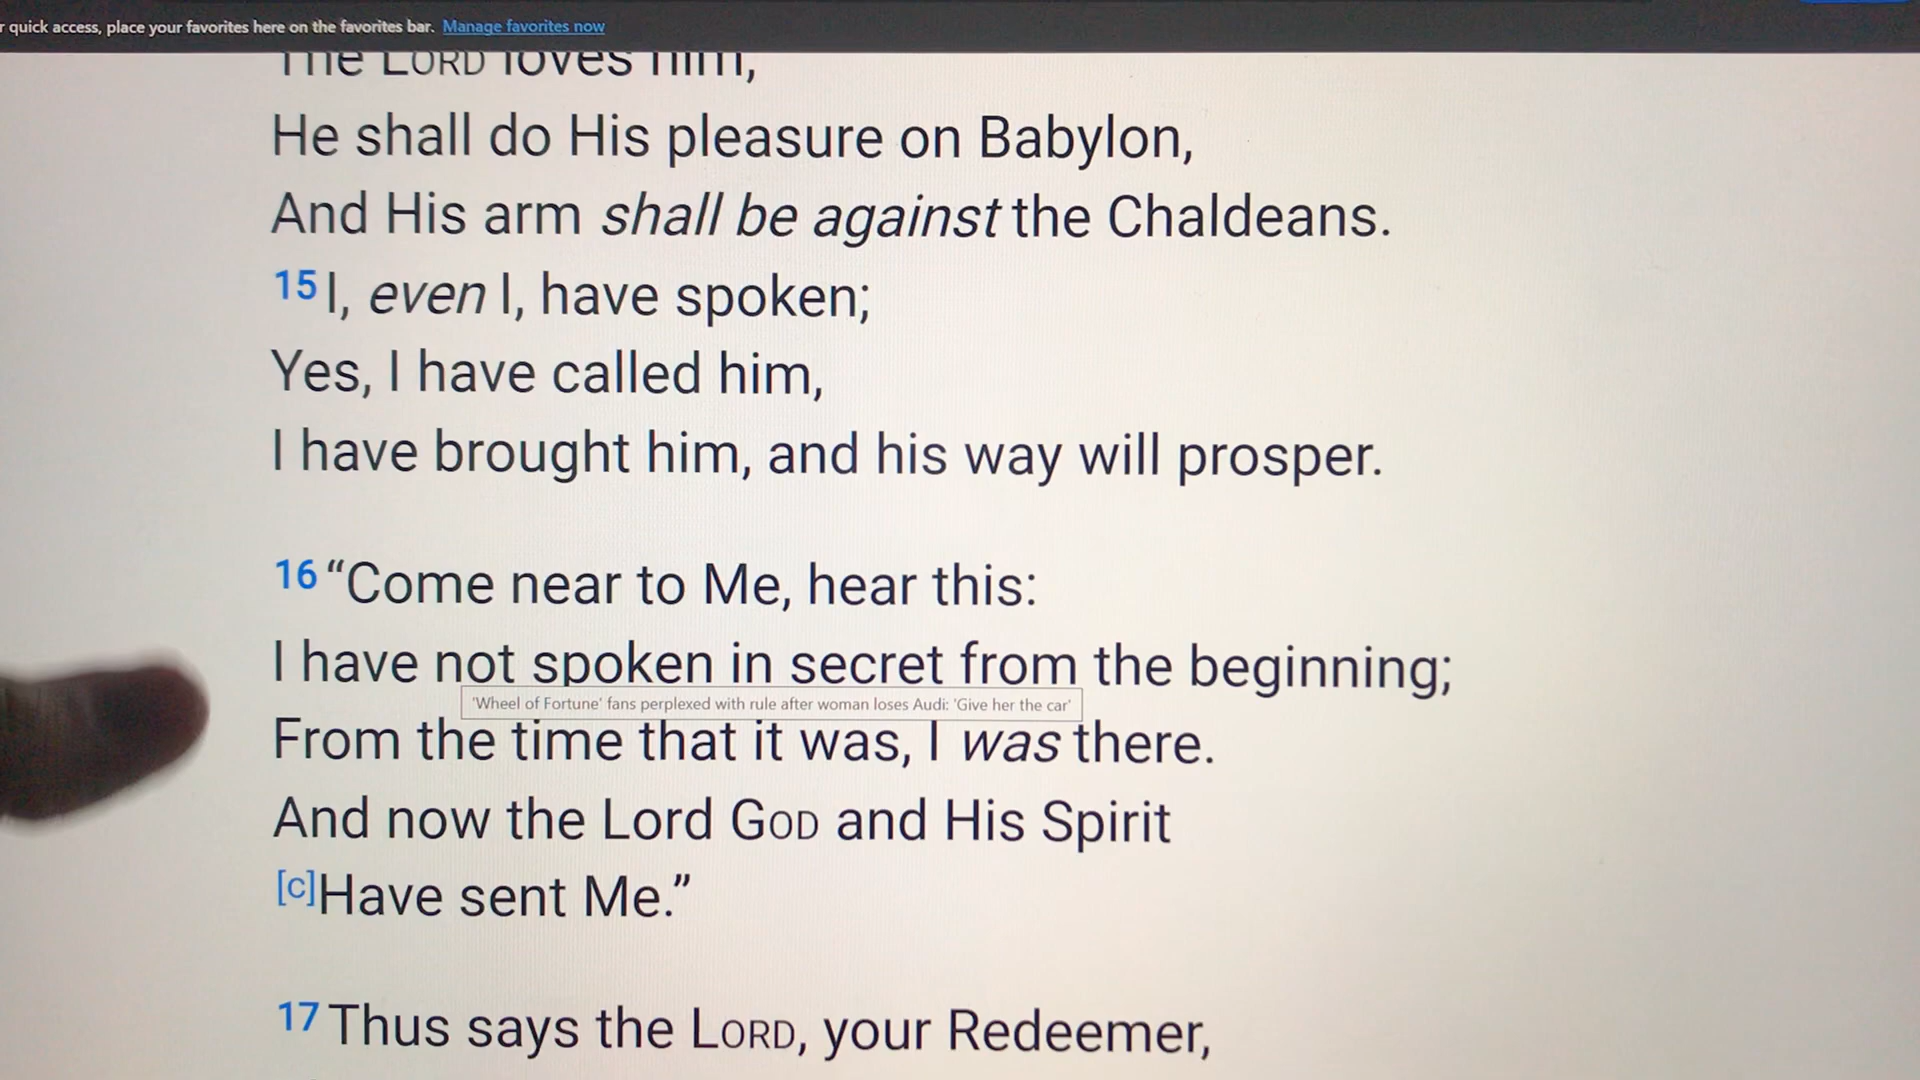 r quick access, place your favorites here on the favorites bar. Manage favorites now
The LORD loves him,
He shall do His pleasure on Babylon,
And His arm shall be against the Chaldeans.
15 I, even I, have spoken;
Yes, I have called him,
I have brought him, and his way will prosper.
16 “Come near to Me, hear this:
I have not spoken in secret from the beginning;
'Wheel of Fortune' fans perplexed with rule after woman loses Audi: 'Give her the car'
From the time that it was, I was there.
And now the Lord GOD and His Spirit
[c]Have sent Me.”
17 Thus says the LORD, your Redeemer,